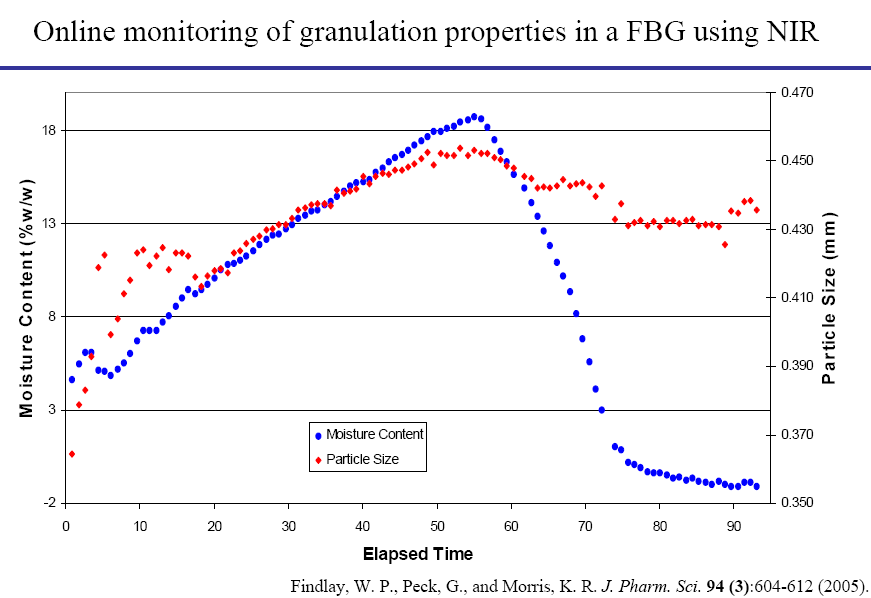 Online monitoring of granulation properties in a FBG using NIR
18
13
8
3
-2
Moisture Content (%w/w)
0.470
0.450
0.430
0.410
0.390
0.370
0.350
Particle Size (mm)
Moisture Content
Particle Size
0 10 20 30 40 50 60 70 80 90
Elapsed Time
Findlay, W. P., Peck, G., and Morris, K. R. J. Pharm. Sci. 94 (3):604-612 (2005).